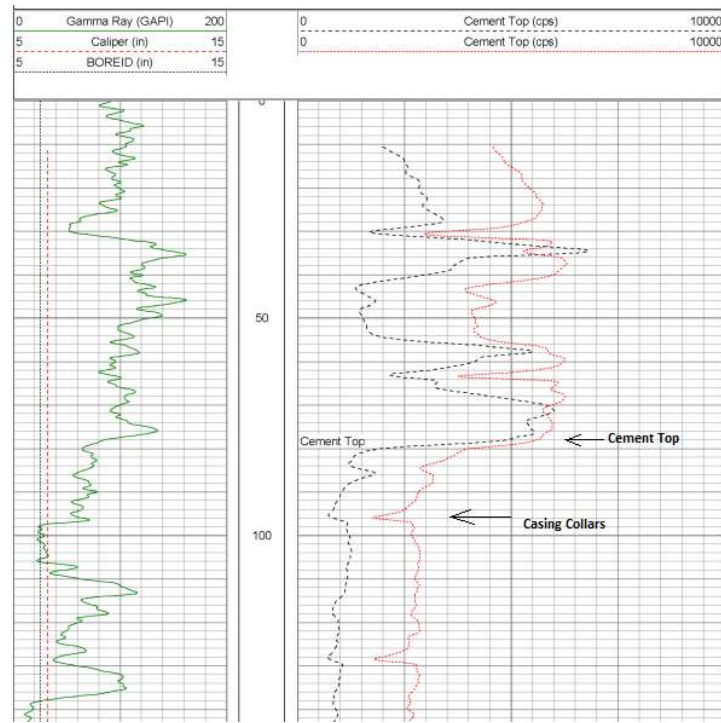 0 Gamma Ray (GAPI) 200
5 Caliper (in) 15
5 BOREID (in) 15
0 Cement Top (cps) 10000
0 Cement Top (cps) 10000
0
50
Cement Top
Cement Top
Casing Collars
100